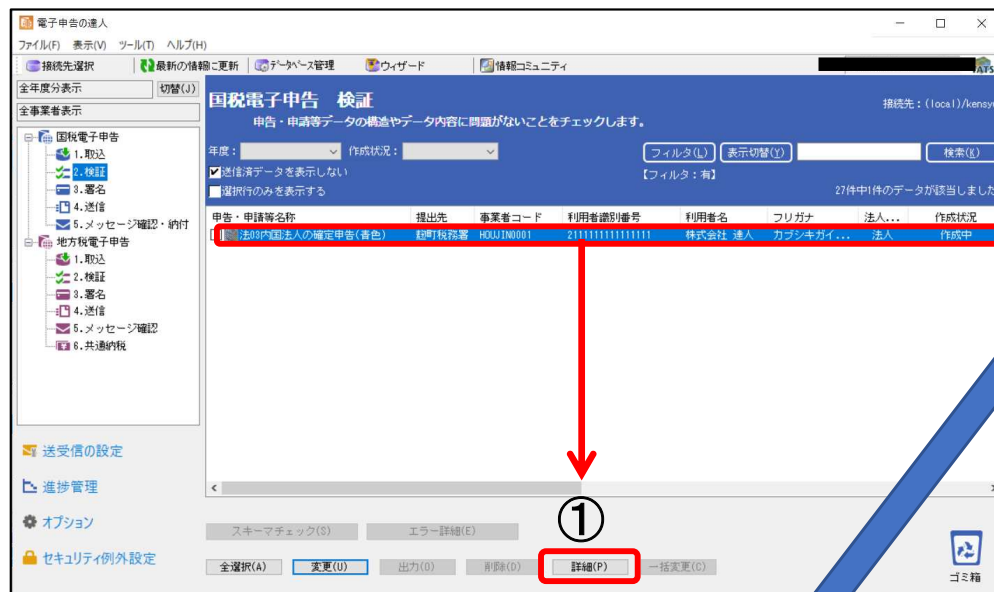 電子申告の達人
ファイル(F) 表示(V) ツール(T) ヘルプ(H)
接続先選択 最新の情報に更新 データベース管理 ウィザード 情報コミュニティ
全年度分表示 切替(J)
全事業者表示
国税電子申告
1.取込
2.検証
3.署名
4.送信
5.メッセージ確認・納付
地方税電子申告
1.取込
2.検証
3.署名
4.送信
5.メッセージ確認
6.共通納税
送受信の設定
進捗管理
オプション
セキュリティ例外設定
国税電子申告 検証
接続先：(local)/kensyu
申告・申請等データの構造やデータ内容に問題がないことをチェックします。
年度： 作成状況： フィルタ(L) 表示切替(Y) 検索(K)
送信済データを表示しない 【フィルタ：有】
選択行のみを表示する 27件中1件のデータが該当しました
申告・申請等名称 提出先 事業者コード 利用者識別番号 利用者名 フリガナ 法人... 作成状況
法03内国法人の確定申告(青色) 麹町税務署 HOUJIN0001 2111111111111111 株式会社 達人 カブシキガイ... 法人 作成中
①
スキーマチェック(S) エラー詳細(E)
全選択(A) 変更(U) 出力(O) 削除(D) 詳細(P) 一括変更(C)
ゴミ箱